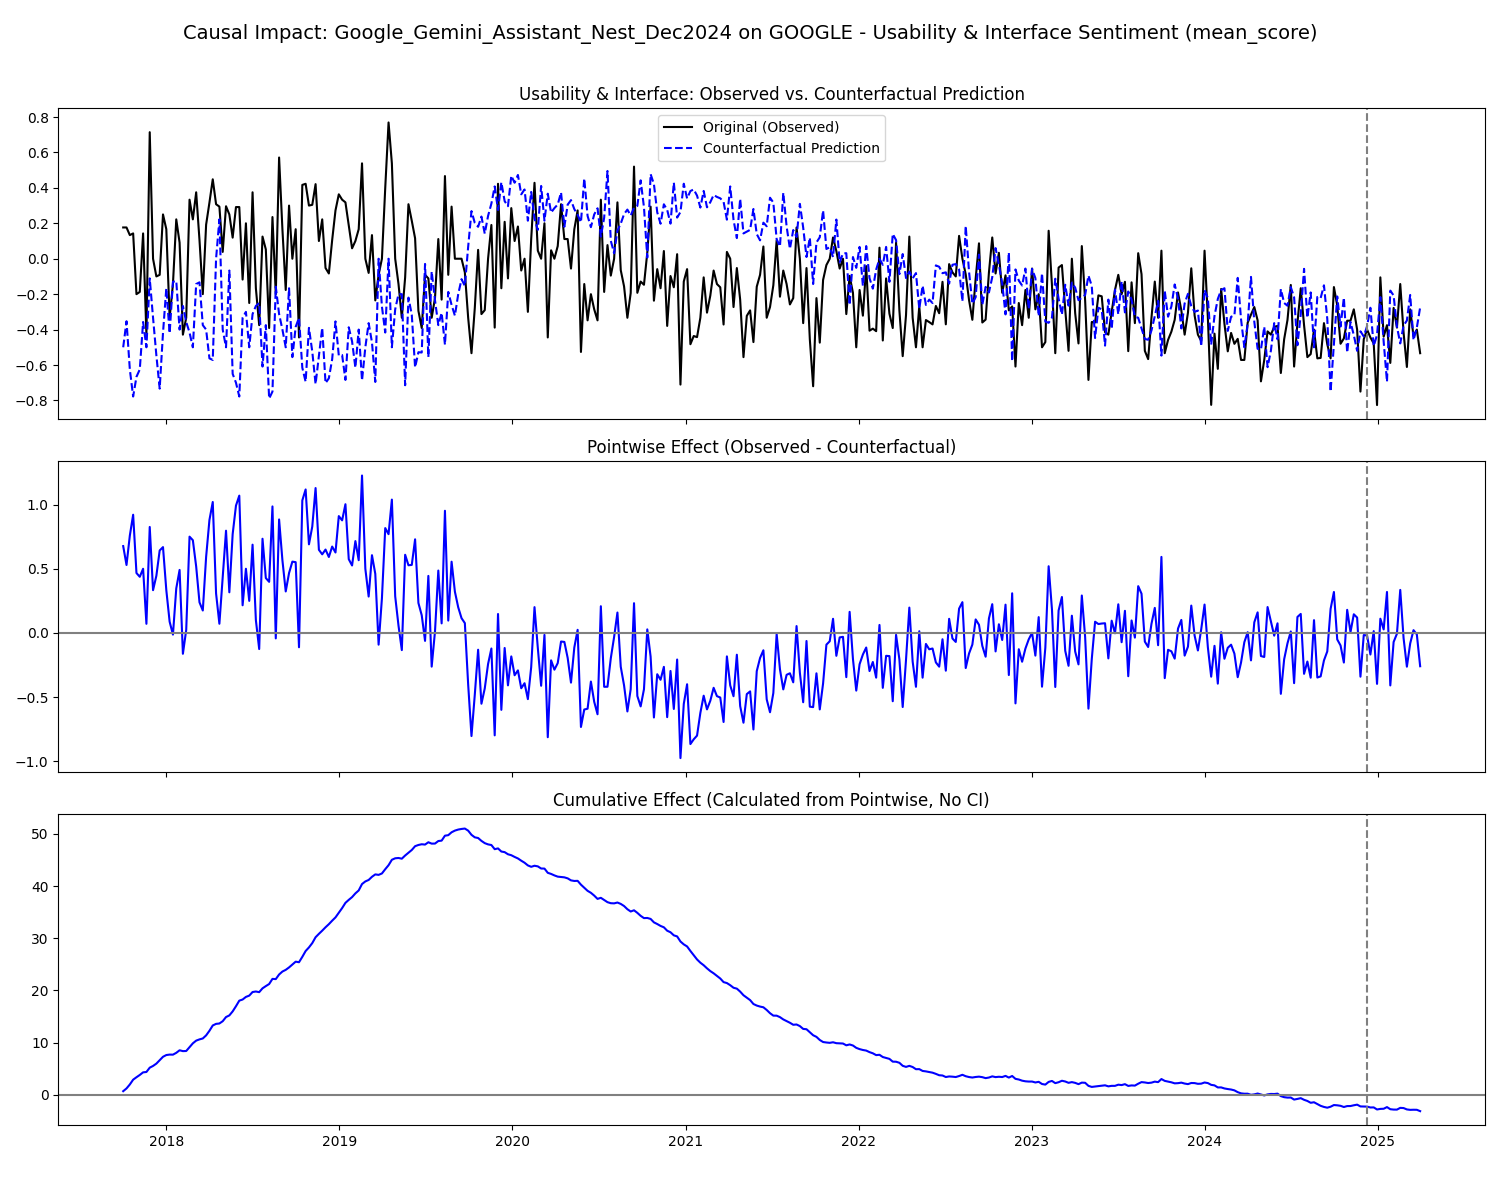 Causal Impact: Google_Gemini_Assistant_Nest_Dec2024 on GOOGLE - Usability & Interface Sentiment (mean_score)
Usability & Interface: Observed vs. Counterfactual Prediction
Original (Observed)
Counterfactual Prediction
0.8
0.6
0.4
0.2
0.0
−0.2
−0.4
−0.6
−0.8
Pointwise Effect (Observed - Counterfactual)
1.0
0.5
0.0
−0.5
−1.0
Cumulative Effect (Calculated from Pointwise, No CI)
50
40
30
20
10
0
2018 2019 2020 2021 2022 2023 2024 2025